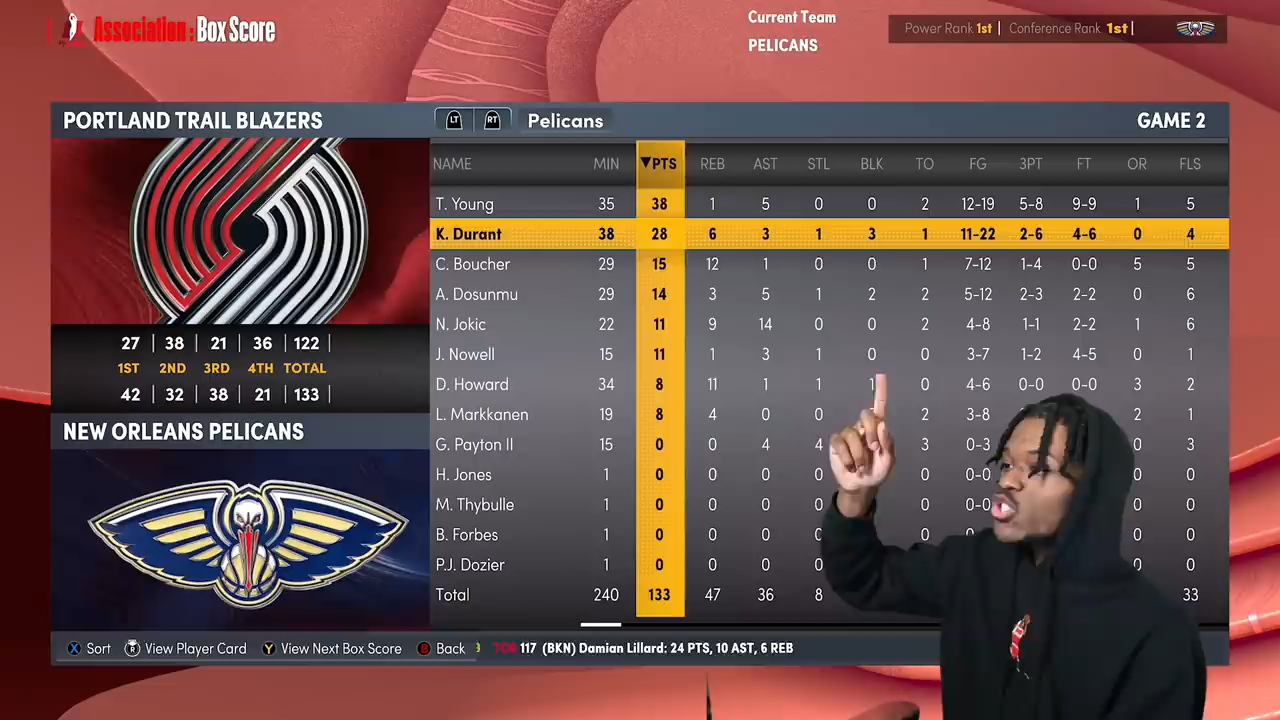 Association : Box Score
Current Team
PELICANS
Power Rank 1st | Conference Rank 1st |
PORTLAND TRAIL BLAZERS
27 | 38 | 21 | 36 | 122 |
1ST 2ND 3RD 4TH TOTAL
42 | 32 | 38 | 21 | 133 |
NEW ORLEANS PELICANS
LT RT Pelicans GAME 2
NAME MIN ▼PTS REB AST STL BLK TO FG 3PT FT OR FLS
T. Young 35 38 1 5 0 0 2 12-19 5-8 9-9 1 5
K. Durant 38 28 6 3 1 3 1 11-22 2-6 4-6 0 4
C. Boucher 29 15 12 1 0 0 1 7-12 1-4 0-0 5 5
A. Dosunmu 29 14 3 5 1 2 2 5-12 2-3 2-2 0 6
N. Jokic 22 11 9 14 0 0 2 4-8 1-1 2-2 1 6
J. Nowell 15 11 1 3 1 0 0 3-7 1-2 4-5 0 1
D. Howard 34 8 11 1 1 1 0 4-6 0-0 0-0 3 2
L. Markkanen 19 8 4 0 0 2 3-8 2 1
G. Payton II 15 0 0 4 4 3 0-3 0 3
H. Jones 1 0 0 0 0 0 0-0 0 0
M. Thybulle 1 0 0 0 0 0 0-0 0 0
B. Forbes 1 0 0 0 0 0 0 0
P.J. Dozier 1 0 0 0 0 0 0
Total 240 133 47 36 8 33
X Sort R View Player Card Y View Next Box Score B Back TOR 117 (BKN) Damian Lillard: 24 PTS, 10 AST, 6 REB